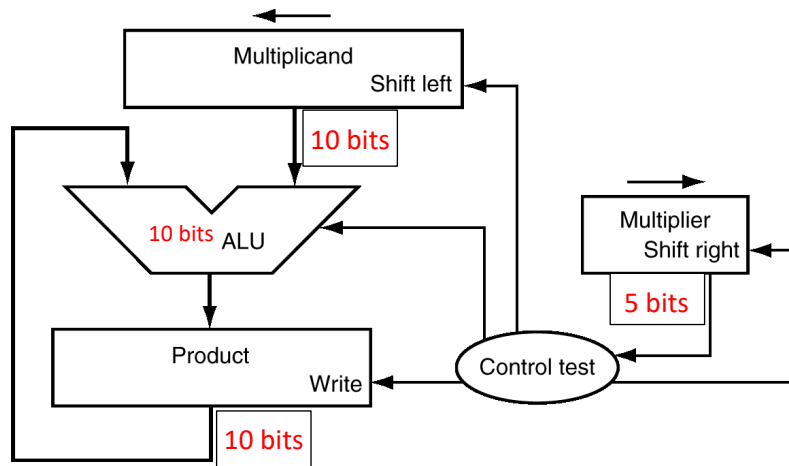 Multiplicand
Shift left
10 bits
10 bits ALU
Multiplier
Shift right
5 bits
Product
Write
Control test
10 bits